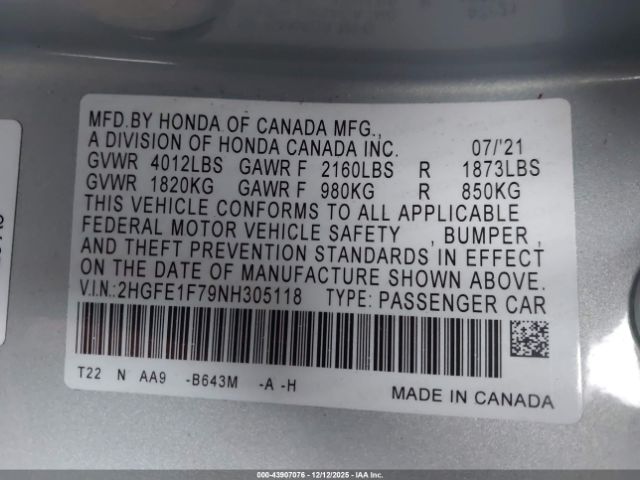 MFD.BY HONDA OF CANADA MFG.,
A DIVISION OF HONDA CANADA INC. 07/'21
GVWR 4012LBS GAWR F 2160LBS R 1873LBS
GVWR 1820KG GAWR F 980KG R 850KG
THIS VEHICLE CONFORMS TO ALL APPLICABLE
FEDERAL MOTOR VEHICLE SAFETY , BUMPER ,
AND THEFT PREVENTION STANDARDS IN EFFECT
ON THE DATE OF MANUFACTURE SHOWN ABOVE.
V.I.N.:2HGFE1F79NH305118 TYPE: PASSENGER CAR
T22 N AA9 -B643M -A -H
MADE IN CANADA
000-43907076 - 12/12/2025 - IAA Inc.